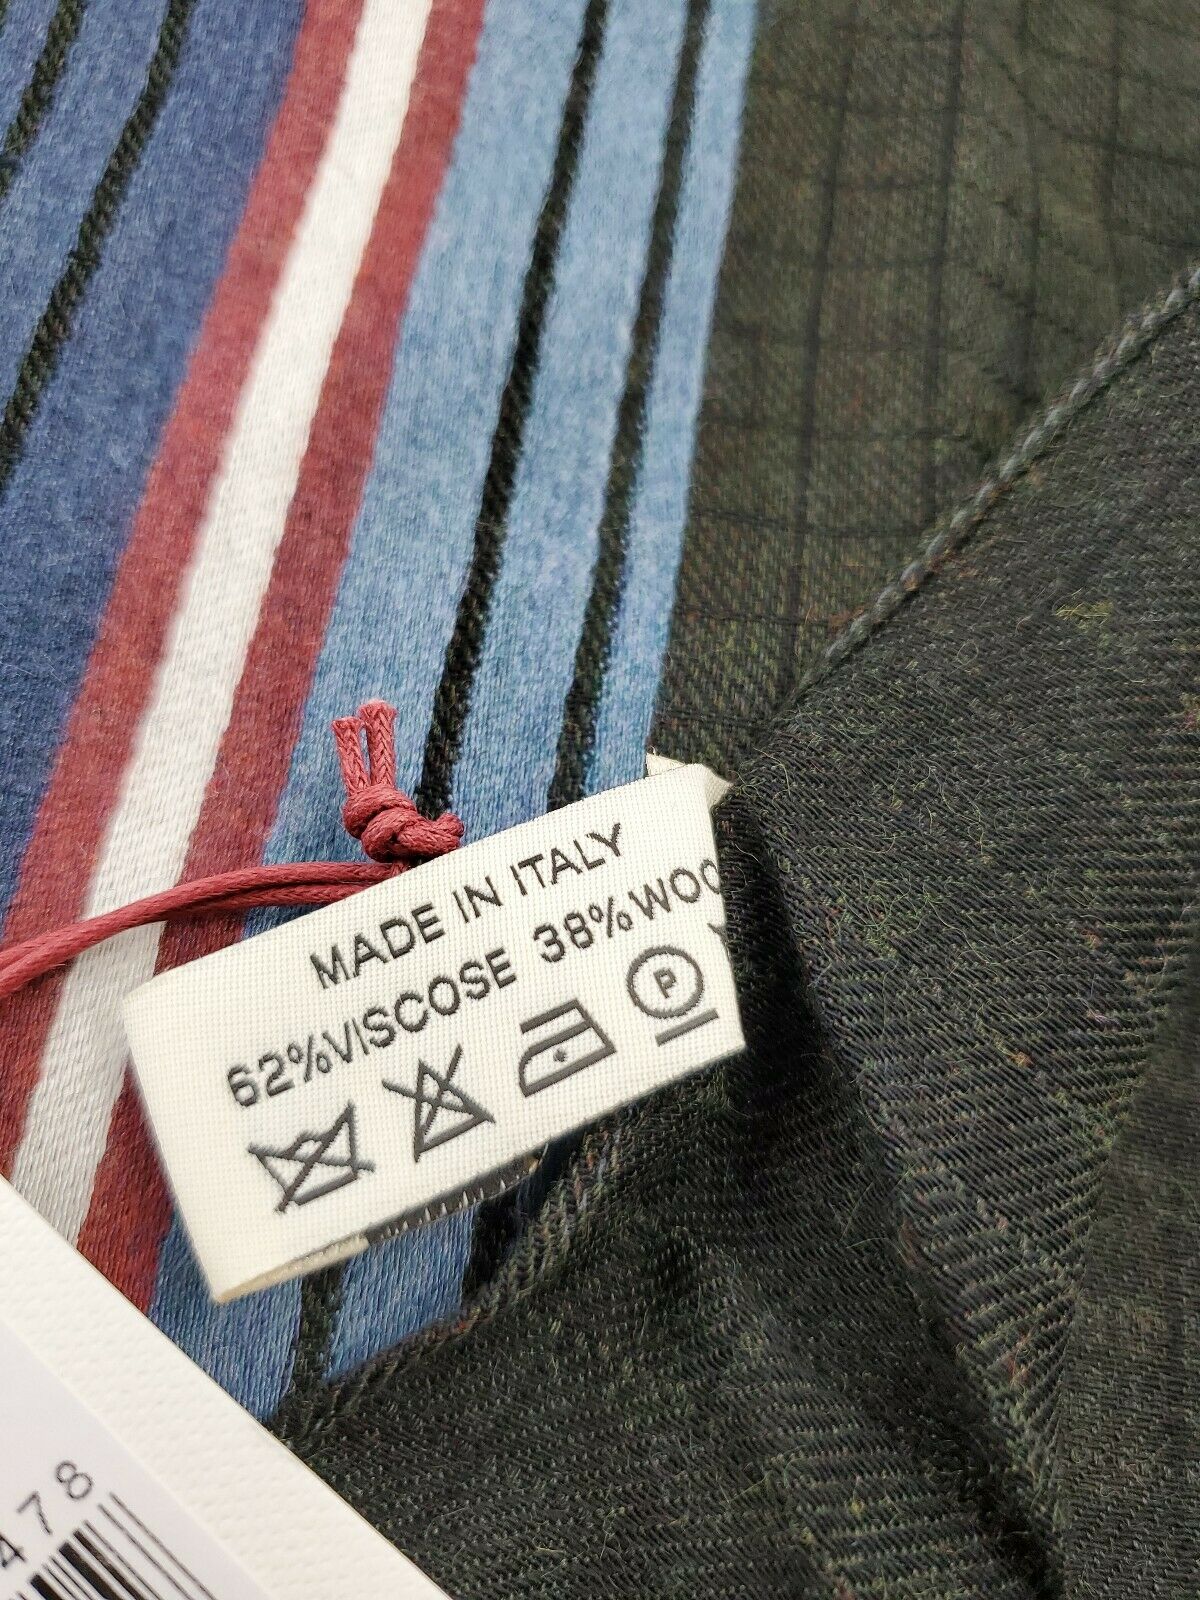 MADE IN ITALY
62%VISCOSE 38%WOO
P
478